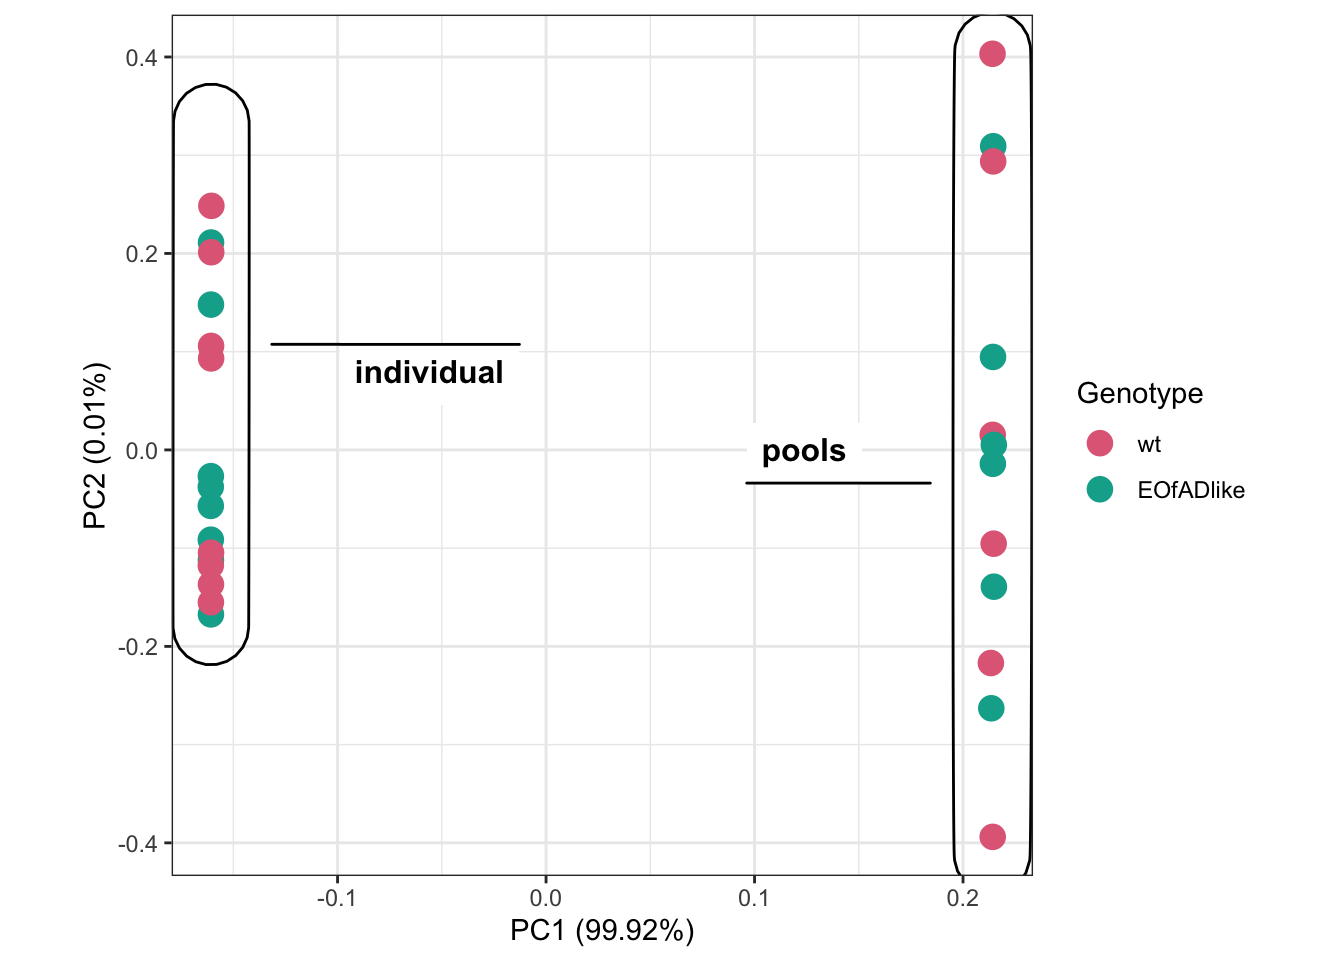 0.4
0.2
0.0
-0.2
-0.4
PC2 (0.01%)
individual
pools
-0.1
0.0
0.1
0.2
PC1 (99.92%)
Genotype
wt
EOfADlike